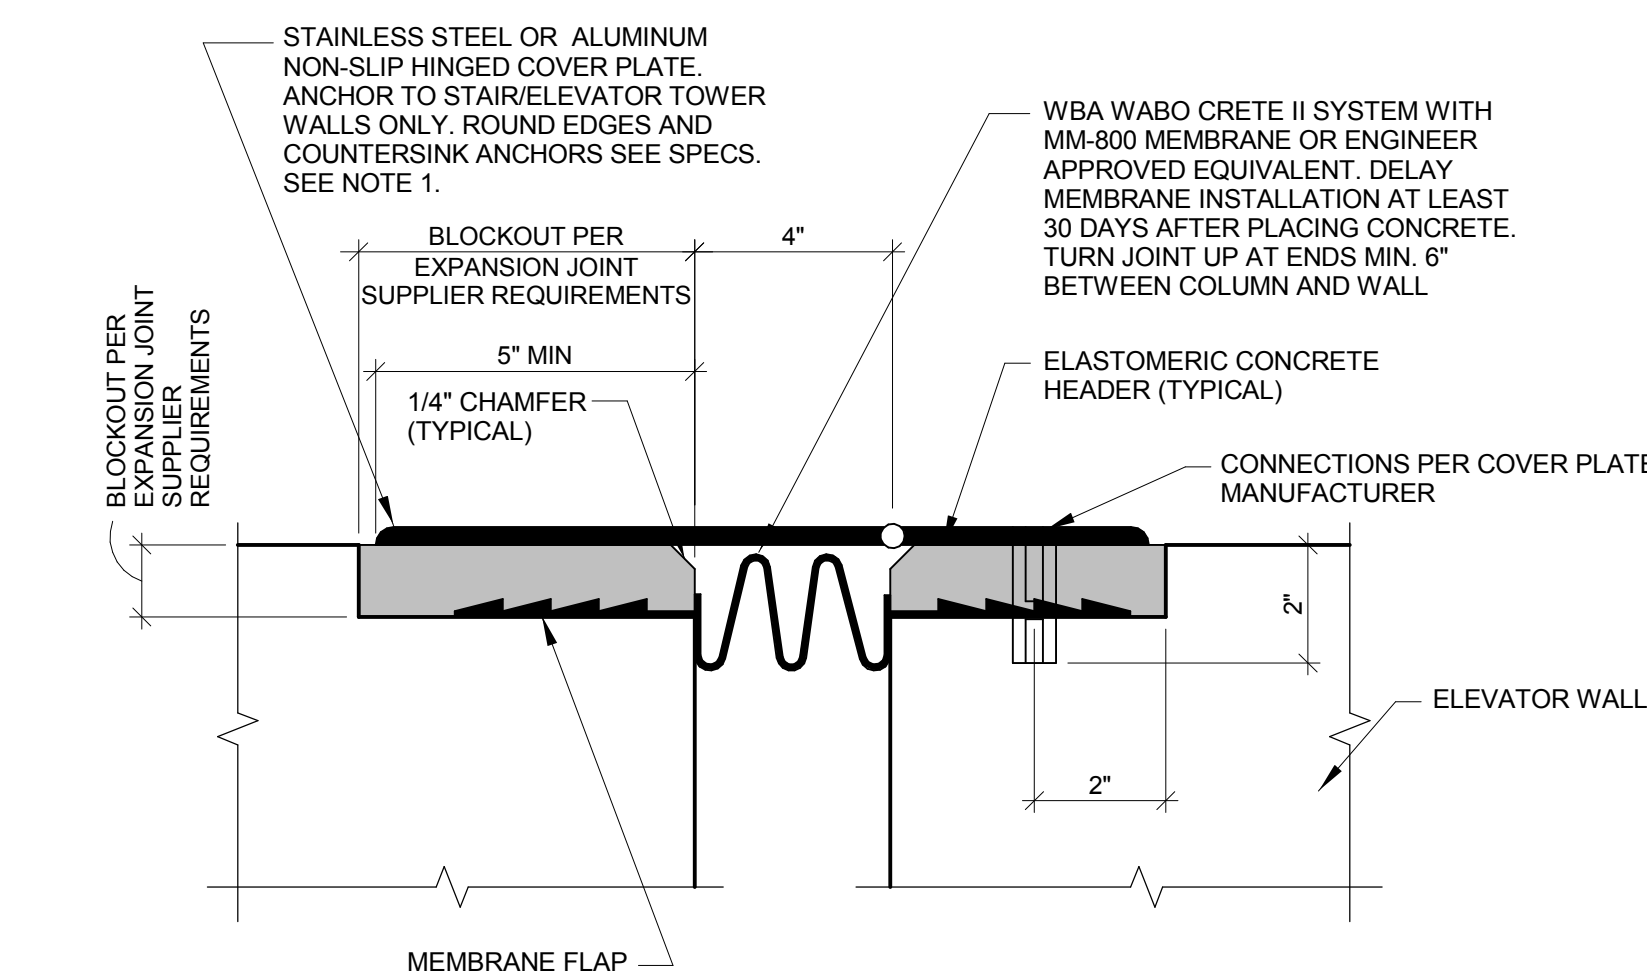 STAINLESS STEEL OR ALUMINUM
NON-SLIP HINGED COVER PLATE.
ANCHOR TO STAIR/ELEVATOR TOWER
WALLS ONLY. ROUND EDGES AND
COUNTERSINK ANCHORS SEE SPECS.
SEE NOTE 1.
WBA WABO CRETE II SYSTEM WITH
MM-800 MEMBRANE OR ENGINEER
APPROVED EQUIVALENT. DELAY
MEMBRANE INSTALLATION AT LEAST
30 DAYS AFTER PLACING CONCRETE.
TURN JOINT UP AT ENDS MIN. 6"
BETWEEN COLUMN AND WALL
BLOCKOUT PER
EXPANSION JOINT
SUPPLIER REQUIREMENTS
4"
BLOCKOUT PER
EXPANSION JOINT
SUPPLIER
REQUIREMENTS
5" MIN
1/4" CHAMFER
(TYPICAL)
ELASTOMERIC CONCRETE
HEADER (TYPICAL)
CONNECTIONS PER COVER PLATE
MANUFACTURER
2"
ELEVATOR WALL
2"
MEMBRANE FLAP